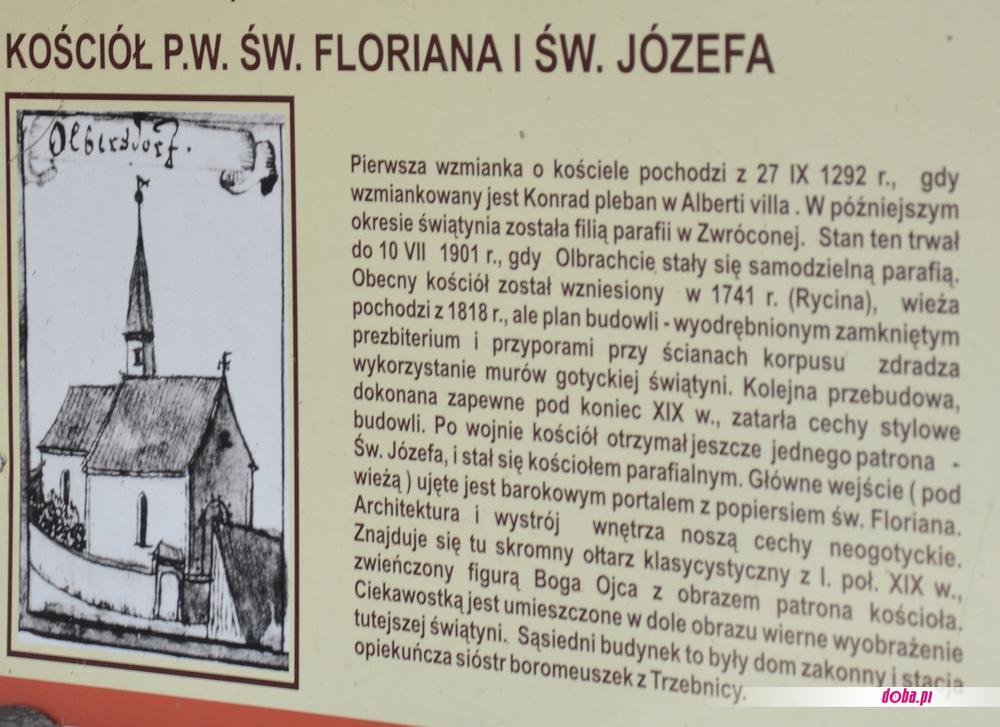 KOŚCIÓŁ P.W. ŚW. FLORIANA I ŚW. JÓZEFA
Olbersdorf.
Pierwsza wzmianka o kościele pochodzi z 27 IX 1292 r., gdy
wzmiankowany jest Konrad pleban w Alberti villa . W późniejszym
okresie świątynia została filią parafii w Zwróconej. Stan ten trwał
do 10 VII 1901 r., gdy Olbrachcie stały się samodzielną parafią.
Obecny kościół został wzniesiony w 1741 r. (Rycina), wieża
pochodzi z 1818 r., ale plan budowli - wyodrębnionym zamkniętym
prezbiterium i przyporami przy ścianach korpusu zdradza
wykorzystanie murów gotyckiej świątyni. Kolejna przebudowa,
dokonana zapewne pod koniec XIX w., zatarła cechy stylowe
budowli. Po wojnie kościół otrzymał jeszcze jednego patrona -
Św. Józefa, i stał się kościołem parafialnym. Główne wejście ( pod
wieżą ) ujęte jest barokowym portalem z popiersiem św. Floriana.
Architektura i wystrój wnętrza noszą cechy neogotyckie.
Znajduje się tu skromny ołtarz klasycystyczny z I. poł. XIX w.,
zwieńczony figurą Boga Ojca z obrazem patrona kościoła.
Ciekawostką jest umieszczone w dole obrazu wierne wyobrażenie
tutejszej świątyni. Sąsiedni budynek to były dom zakonny i stacja
opiekuńcza sióstr boromeuszek z Trzebnicy.
doba.pl